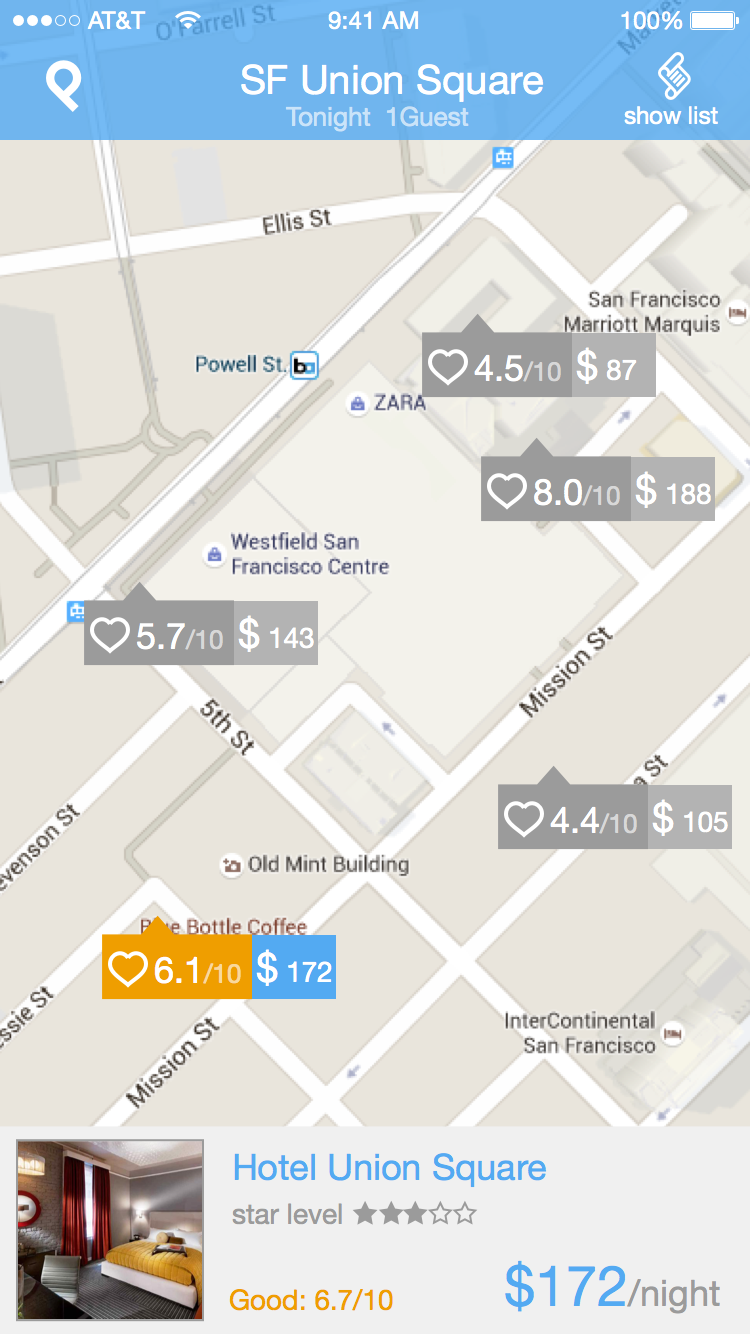 AT&T 9:41 AM 100%
O'Farrell St
Market
SF Union Square
Tonight 1Guest
show list
Ellis St
San Francisco
Marriott Marquis
Powell St.
4.5/10 $ 87
ZARA
8.0/10 $ 188
Westfield San
Francisco Centre
5.7/10 $ 143
Mission St
5th St
a St
4.4/10 $ 105
evenson St
Old Mint Building
Blue Bottle Coffee
6.1/10 $ 172
ssie St
Mission St
InterContinental
San Francisco
Hotel Union Square
star level
Good: 6.7/10
$172/night